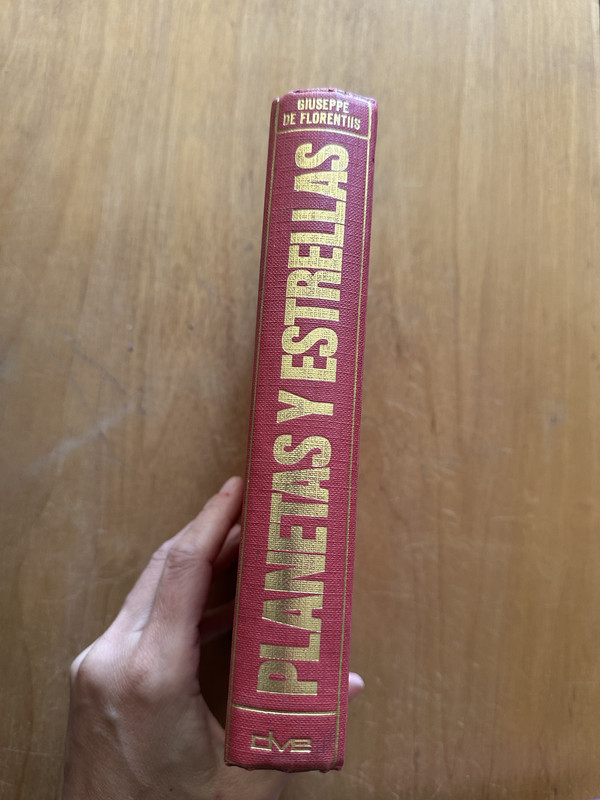 GIUSEPPE
DE FLORENTIIS
PLANETAS Y ESTRELLAS
DVE